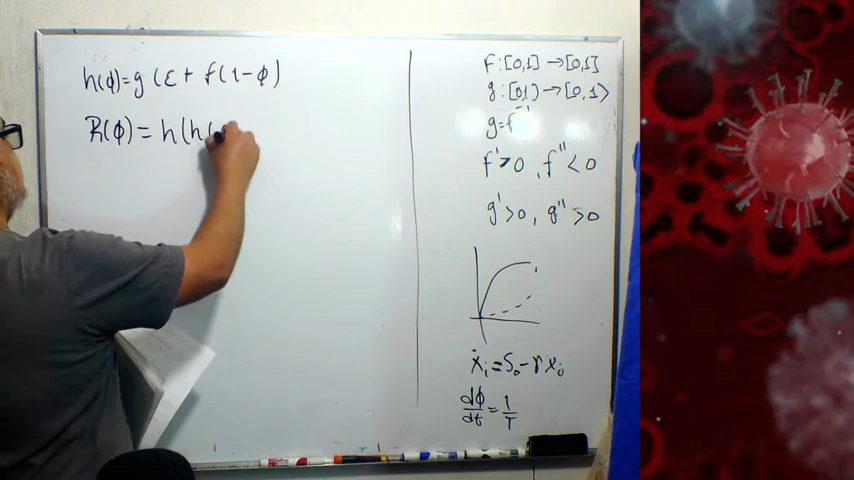 h(ϕ)=g(ε+f(1-ϕ)
R(ϕ)=h(h(
f:[0,1]→[0,1]
g:[0,1)→[0,1)
g=f⁻¹
f'>0, f''<0
g'>0, g''>0
ẋᵢ=S₀-γxᵢ
dϕ/dt=1/T